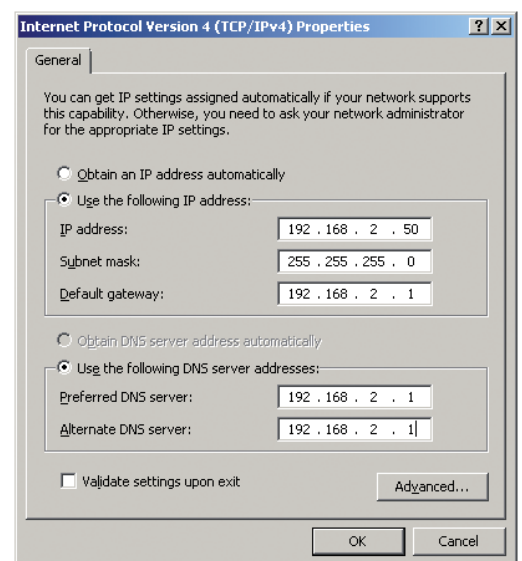 Internet Protocol Version 4 (TCP/IPv4) Properties
General
You can get IP settings assigned automatically if your network supports
this capability. Otherwise, you need to ask your network administrator
for the appropriate IP settings.
Obtain an IP address automatically
Use the following IP address:
IP address: 192 . 168 . 2 . 50
Subnet mask: 255 . 255 . 255 . 0
Default gateway: 192 . 168 . 2 . 1
Obtain DNS server address automatically
Use the following DNS server addresses:
Preferred DNS server: 192 . 168 . 2 . 1
Alternate DNS server: 192 . 168 . 2 . 1
Validate settings upon exit
Advanced...
OK Cancel